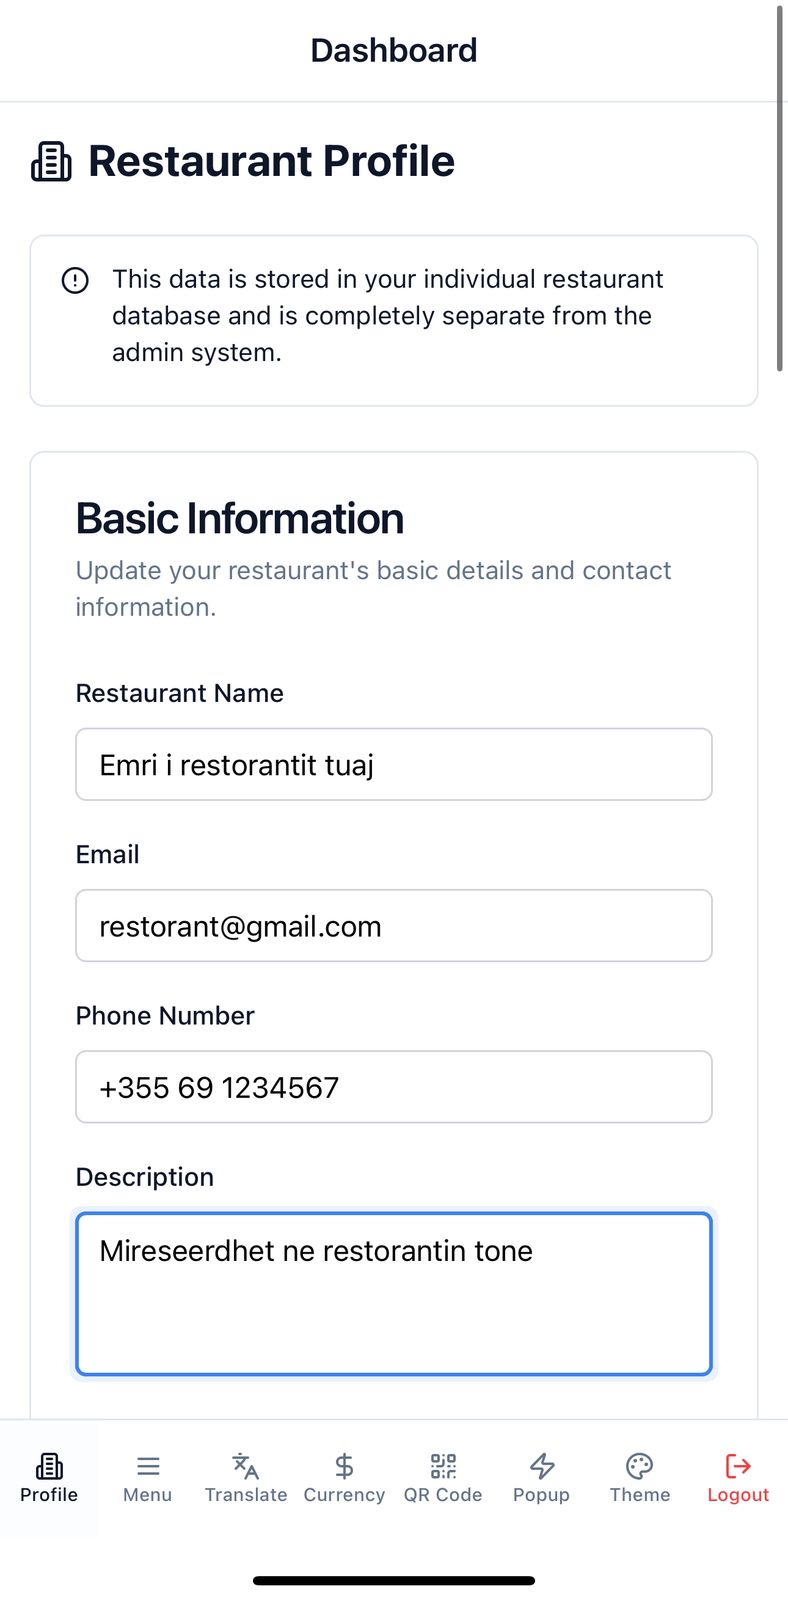 Dashboard
Restaurant Profile
This data is stored in your individual restaurant
database and is completely separate from the
admin system.
Basic Information
Update your restaurant's basic details and contact
information.
Restaurant Name
Emri i restorantit tuaj
Email
restorant@gmail.com
Phone Number
+355 69 1234567
Description
Mireseerdhet ne restorantin tone
Profile Menu Translate Currency QR Code Popup Theme Logout